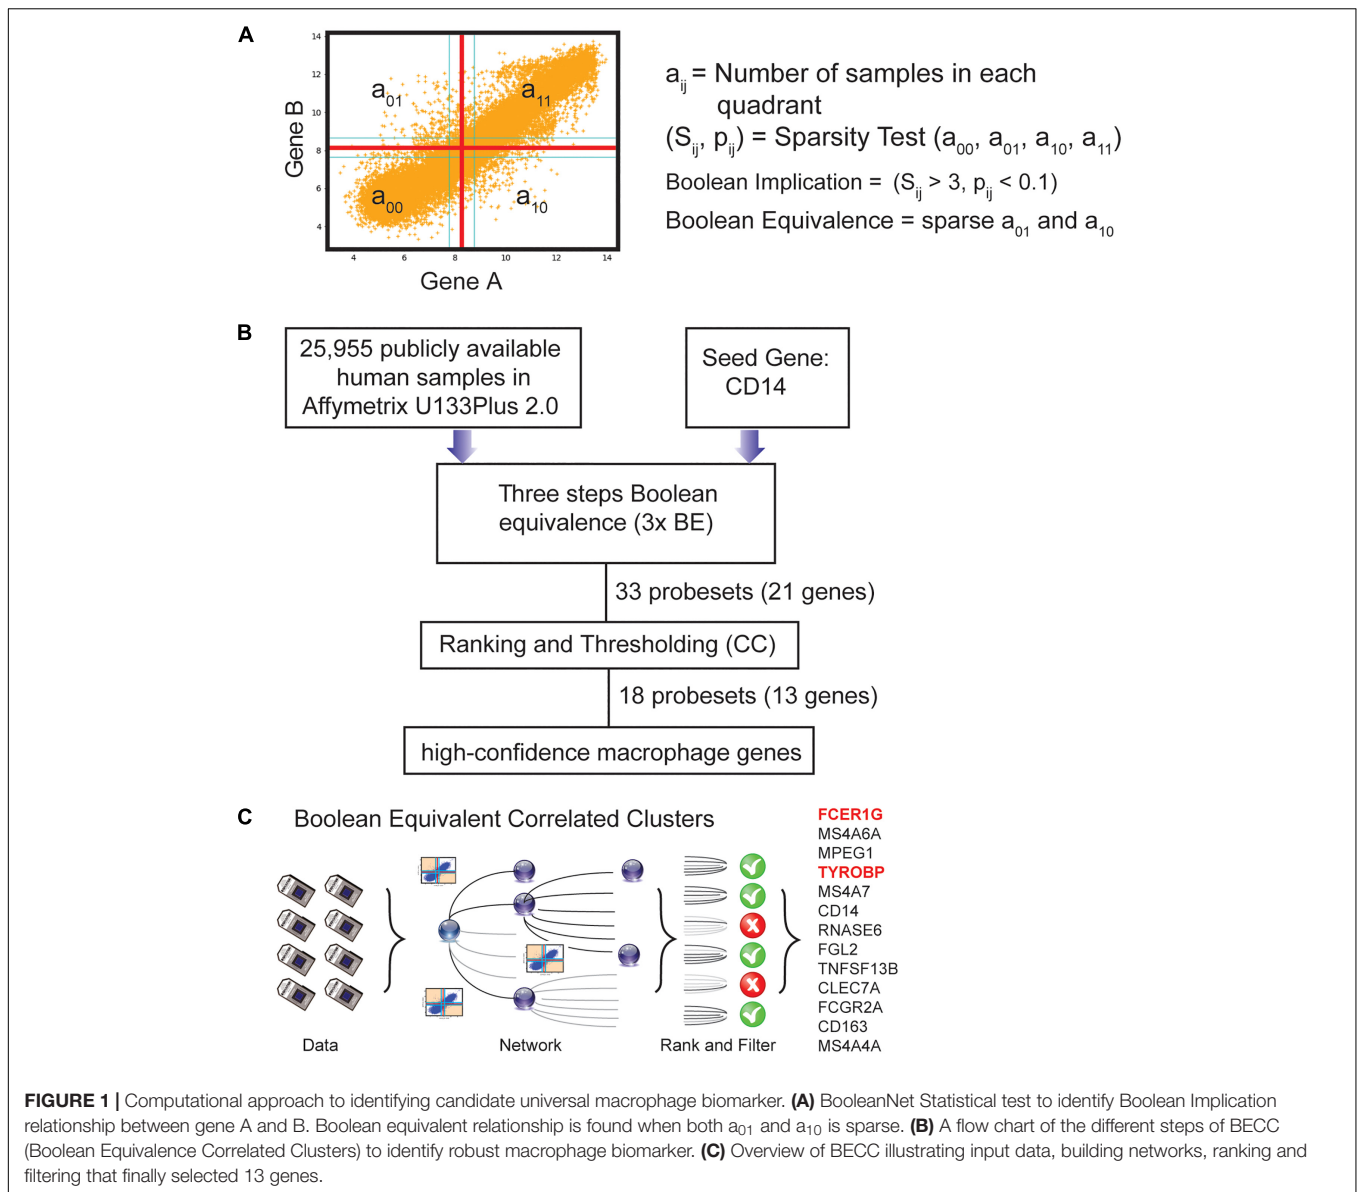 A
14
12
10
8
6
4
4 6 8 10 12 14
Gene B
Gene A
a01
a11
a00
a10
aij = Number of samples in each
quadrant
(Sij, pij) = Sparsity Test (a00, a01, a10, a11)
Boolean Implication = (Sij > 3, pij < 0.1)
Boolean Equivalence = sparse a01 and a10
B
25,955 publicly available
human samples in
Affymetrix U133Plus 2.0
Seed Gene:
CD14
Three steps Boolean
equivalence (3x BE)
33 probesets (21 genes)
Ranking and Thresholding (CC)
18 probesets (13 genes)
high-confidence macrophage genes
C
Boolean Equivalent Correlated Clusters
Data
Network
Rank and Filter
FCER1G
MS4A6A
MPEG1
TYROBP
MS4A7
CD14
RNASE6
FGL2
TNFSF13B
CLEC7A
FCGR2A
CD163
MS4A4A
FIGURE 1 | Computational approach to identifying candidate universal macrophage biomarker. (A) BooleanNet Statistical test to identify Boolean Implication
relationship between gene A and B. Boolean equivalent relationship is found when both a01 and a10 is sparse. (B) A flow chart of the different steps of BECC
(Boolean Equivalence Correlated Clusters) to identify robust macrophage biomarker. (C) Overview of BECC illustrating input data, building networks, ranking and
filtering that finally selected 13 genes.